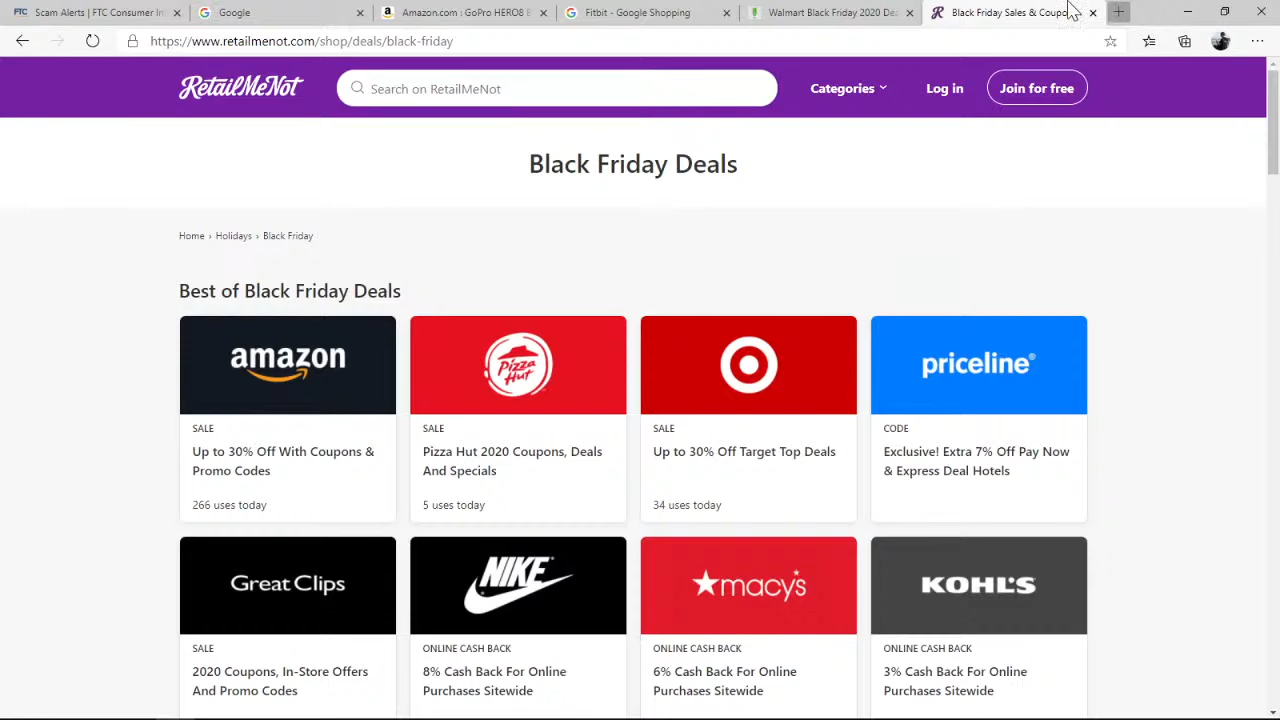 FTC Scam Alerts | FTC Consumer In
G Google
a Amazon.com: GoPro HERO8 B
G Fitbit - Google Shopping
Walmart Black Friday 2020 Dea
R Black Friday Sales & Coup
https://www.retailmenot.com/shop/deals/black-friday
RetailMeNot
Search on RetailMeNot
Categories
Log in
Join for free
Black Friday Deals
Home › Holidays › Black Friday
Best of Black Friday Deals
amazon
SALE
Up to 30% Off With Coupons &
Promo Codes
266 uses today
Pizza
Hut
SALE
Pizza Hut 2020 Coupons, Deals
And Specials
5 uses today
SALE
Up to 30% Off Target Top Deals
34 uses today
priceline®
CODE
Exclusive! Extra 7% Off Pay Now
& Express Deal Hotels
Great Clips
SALE
2020 Coupons, In-Store Offers
And Promo Codes
NIKE
ONLINE CASH BACK
8% Cash Back For Online
Purchases Sitewide
macy's
ONLINE CASH BACK
6% Cash Back For Online
Purchases Sitewide
KOHL'S
ONLINE CASH BACK
3% Cash Back For Online
Purchases Sitewide